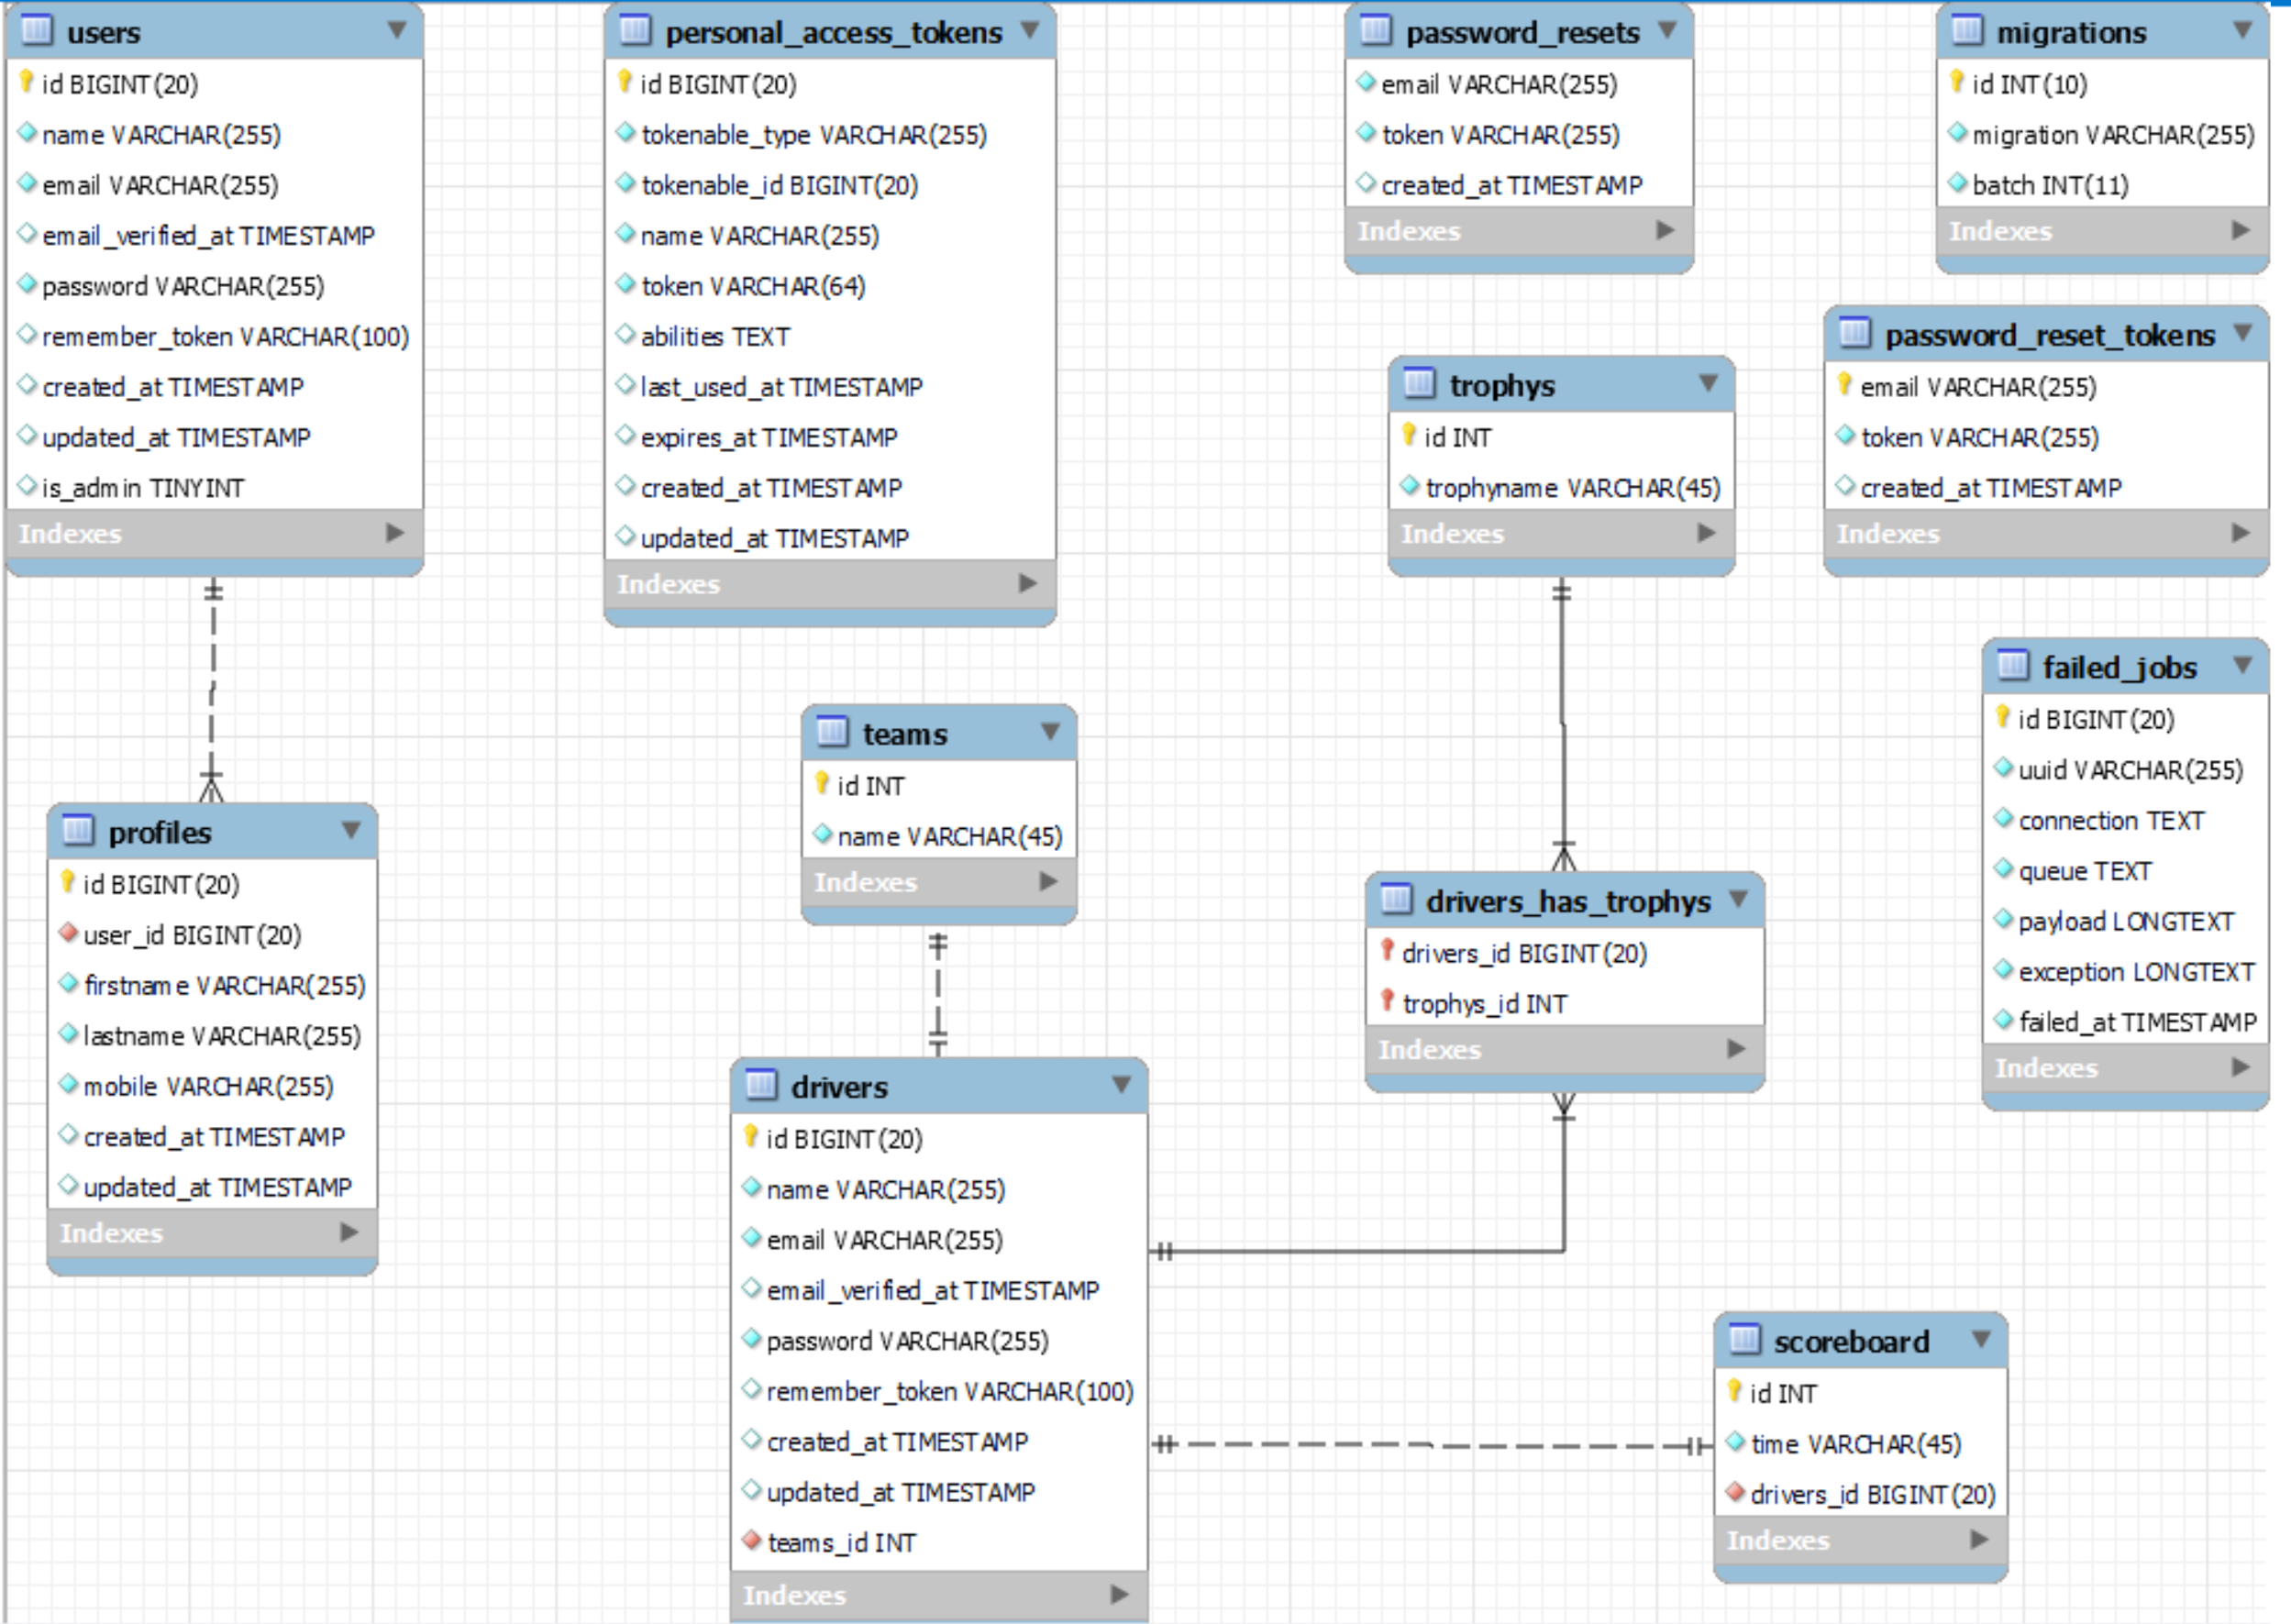 users
id BIGINT(20)
name VARCHAR(255)
email VARCHAR(255)
email_verified_at TIMESTAMP
password VARCHAR(255)
remember_token VARCHAR(100)
created_at TIMESTAMP
updated_at TIMESTAMP
is_admin TINYINT
Indexes
personal_access_tokens
id BIGINT(20)
tokenable_type VARCHAR(255)
tokenable_id BIGINT(20)
name VARCHAR(255)
token VARCHAR(64)
abilities TEXT
last_used_at TIMESTAMP
expires_at TIMESTAMP
created_at TIMESTAMP
updated_at TIMESTAMP
Indexes
password_resets
email VARCHAR(255)
token VARCHAR(255)
created_at TIMESTAMP
Indexes
migrations
id INT(10)
migration VARCHAR(255)
batch INT(11)
Indexes
trophys
id INT
trophyname VARCHAR(45)
Indexes
password_reset_tokens
email VARCHAR(255)
token VARCHAR(255)
created_at TIMESTAMP
Indexes
failed_jobs
id BIGINT(20)
uuid VARCHAR(255)
connection TEXT
queue TEXT
payload LONGTEXT
exception LONGTEXT
failed_at TIMESTAMP
Indexes
teams
id INT
name VARCHAR(45)
Indexes
profiles
id BIGINT(20)
user_id BIGINT(20)
firstname VARCHAR(255)
lastname VARCHAR(255)
mobile VARCHAR(255)
created_at TIMESTAMP
updated_at TIMESTAMP
Indexes
drivers_has_trophys
drivers_id BIGINT(20)
trophys_id INT
Indexes
drivers
id BIGINT(20)
name VARCHAR(255)
email VARCHAR(255)
email_verified_at TIMESTAMP
password VARCHAR(255)
remember_token VARCHAR(100)
created_at TIMESTAMP
updated_at TIMESTAMP
teams_id INT
Indexes
scoreboard
id INT
time VARCHAR(45)
drivers_id BIGINT(20)
Indexes